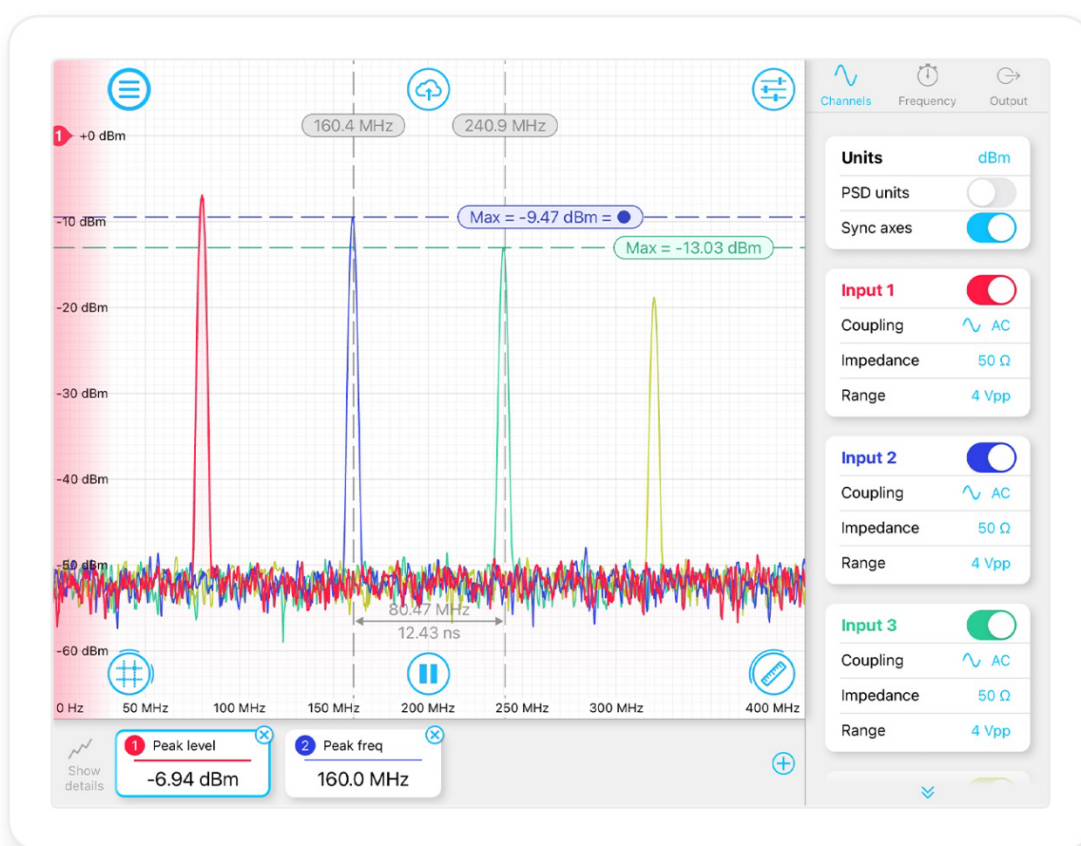 160.4 MHz
240.9 MHz
1
+0 dBm
-10 dBm
Max = -9.47 dBm =
Max = -13.03 dBm
-20 dBm
-30 dBm
-40 dBm
-50 dBm
80.47 MHz
12.43 ns
-60 dBm
0 Hz
50 MHz
100 MHz
150 MHz
200 MHz
250 MHz
300 MHz
400 MHz
Show
details
1 Peak level
-6.94 dBm
2 Peak freq
160.0 MHz
Channels
Frequency
Output
Units dBm
PSD units
Sync axes
Input 1
Coupling AC
Impedance 50 Ω
Range 4 Vpp
Input 2
Coupling AC
Impedance 50 Ω
Range 4 Vpp
Input 3
Coupling AC
Impedance 50 Ω
Range 4 Vpp